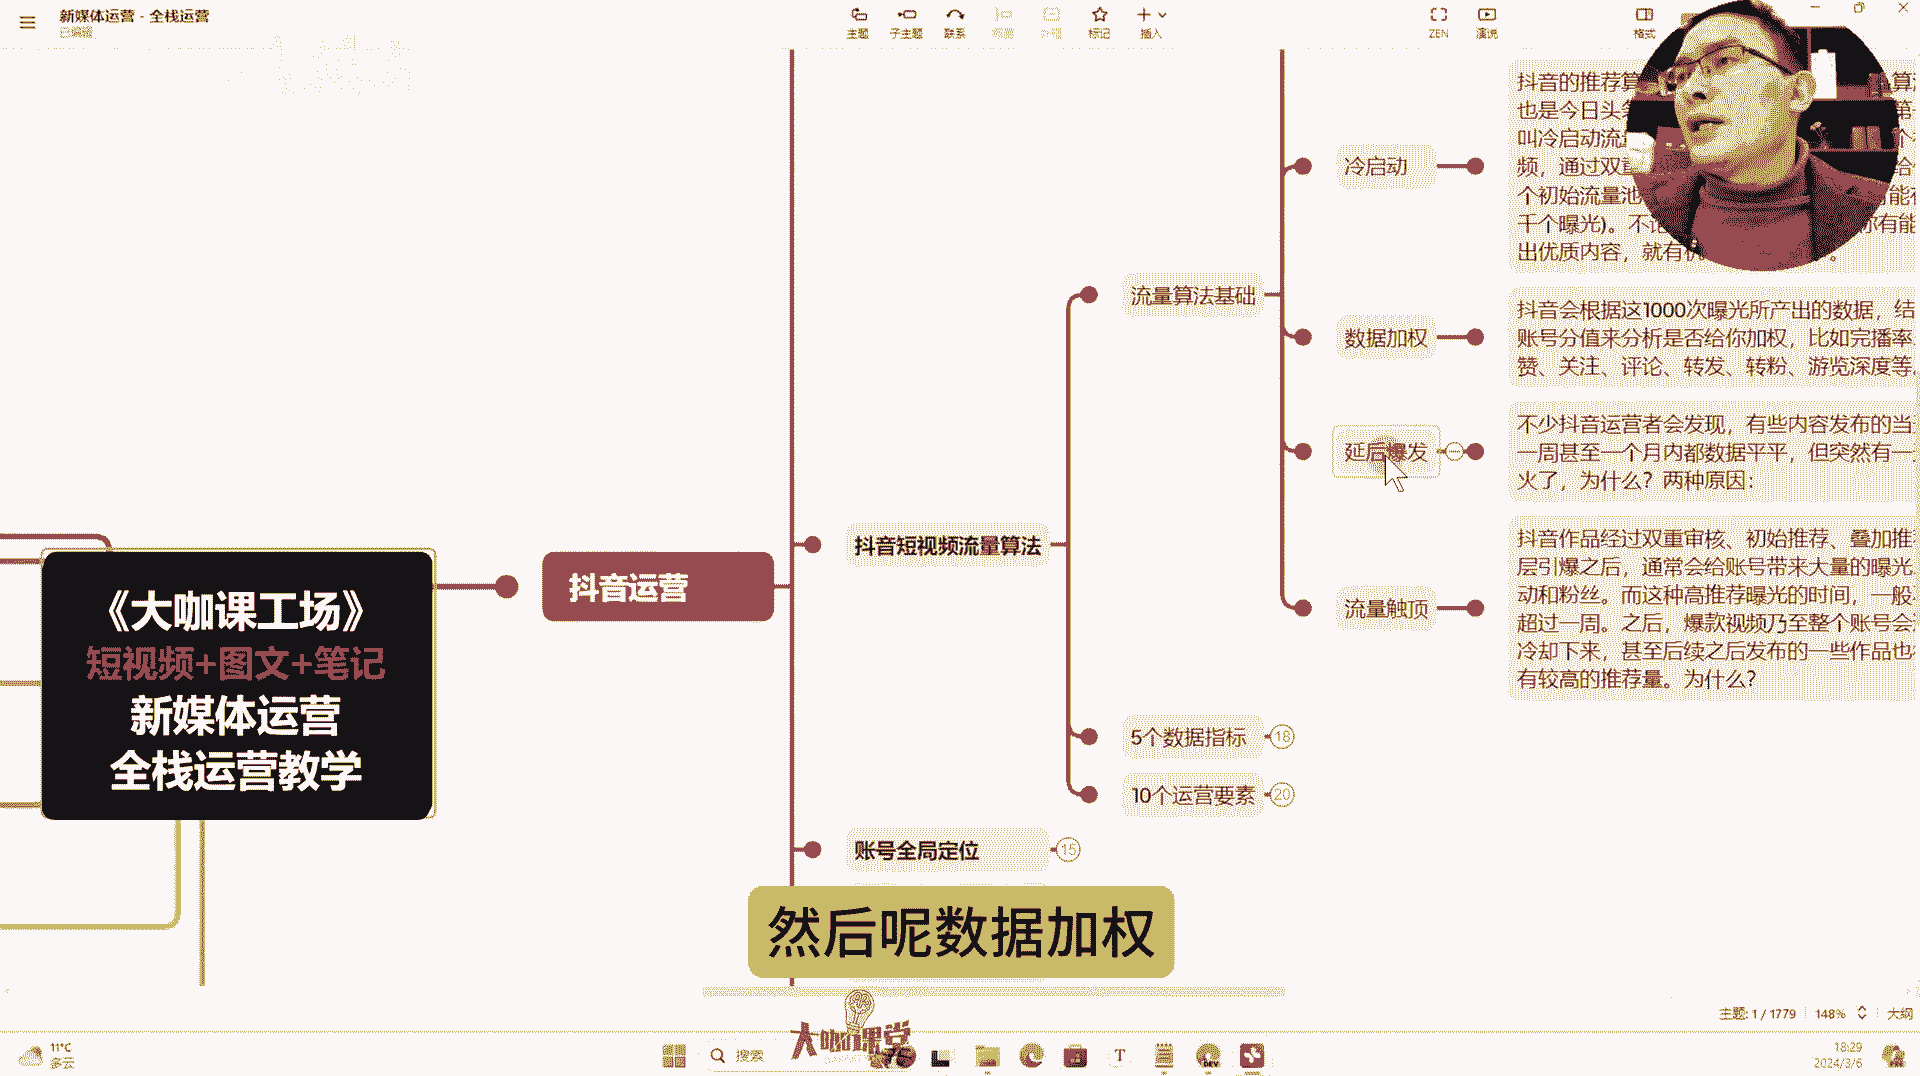 新媒体运营 - 全栈运营
已编辑
主题
子主题
联系
概要
外框
标记
插入
ZEN
演说
格式
抖音的推荐算
也是今日头
叫冷启动流
频，通过双重
个初始流量池
千个曝光)。不论
出优质内容，就有
冷启动
流量算法基础
抖音会根据这1000次曝光所产出的数据，结
账号分值来分析是否给你加权，比如完播率
赞、关注、评论、转发、转粉、游览深度等
数据加权
不少抖音运营者会发现，有些内容发布的当
一周甚至一个月内都数据平平，但突然有一
火了，为什么？两种原因：
延后爆发
抖音作品经过双重审核、初始推荐、叠加推
层引爆之后，通常会给账号带来大量的曝光
动和粉丝。而这种高推荐曝光的时间，一般
超过一周。之后，爆款视频乃至整个账号会
冷却下来，甚至后续之后发布的一些作品也
有较高的推荐量。为什么？
流量触顶
抖音短视频流量算法
抖音运营
《大咖课工场》
短视频+图文+笔记
新媒体运营
全栈运营教学
5个数据指标
18
10个运营要素
20
账号全局定位
15
然后呢数据加权
大咖课堂
主题: 1 / 1779
148%
大纲
11°C
多云
搜索
T
DEV
18:29
2024/3/6